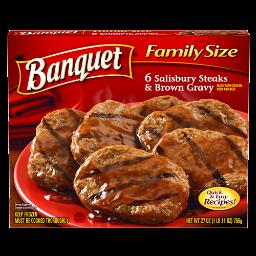 Banquet
Family Size
6 Salisbury Steaks
& Brown Gravy
Quick & Easy
Recipes!
KEEP FROZEN
MUST BE COOKED THOROUGHLY
NET WT 27 OZ (1 LB 11 OZ) 765g